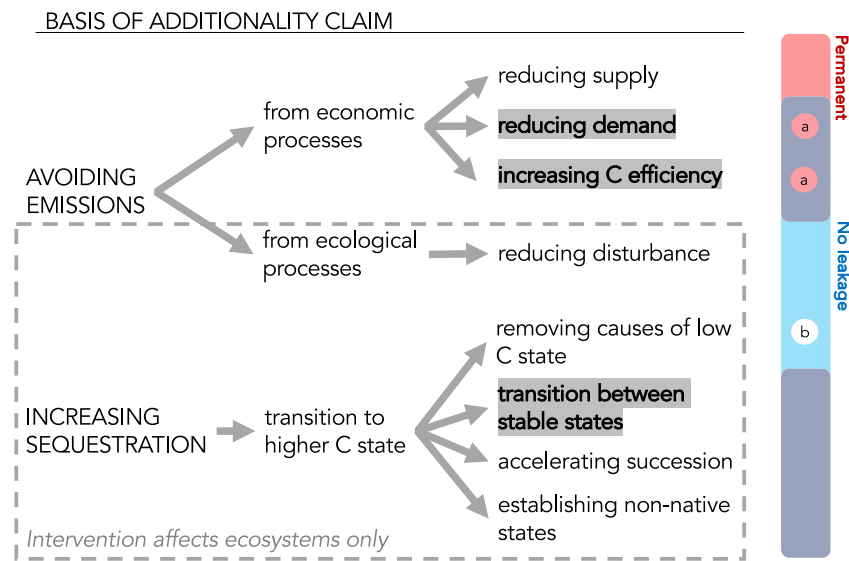 BASIS OF ADDITIONALITY CLAIM
reducing supply
from economic
processes
reducing demand
increasing C efficiency
AVOIDING
EMISSIONS
from ecological
processes
reducing disturbance
removing causes of low
C state
transition between
stable states
INCREASING
SEQUESTRATION
transition to
higher C state
accelerating succession
establishing non-native
states
Intervention affects ecosystems only
Permanent
a
a
No leakage
b